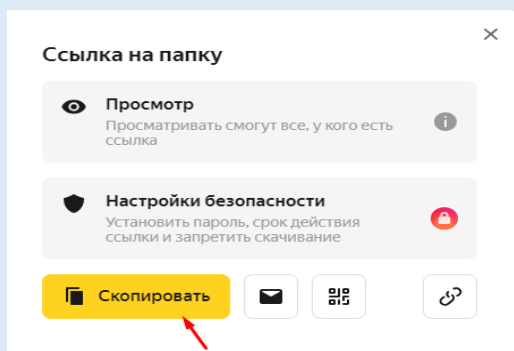 Ссылка на папку
Просмотр
Просматривать смогут все, у кого есть
ссылка
Настройки безопасности
Установить пароль, срок действия
ссылки и запретить скачивание
Скопировать